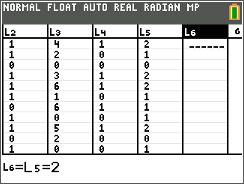 NORMAL FLOAT AUTO REAL RADIAN MP
L2 L3 L4 L5 L6 6
1 4 1 2 ------
1 2 0 1
0 0 0 0
1 3 1 2
1 6 1 2
1 1 0 1
0 6 1 1
1 0 0 1
1 5 1 2
0 2 0 0
1 0 0 1
L6=L5=2